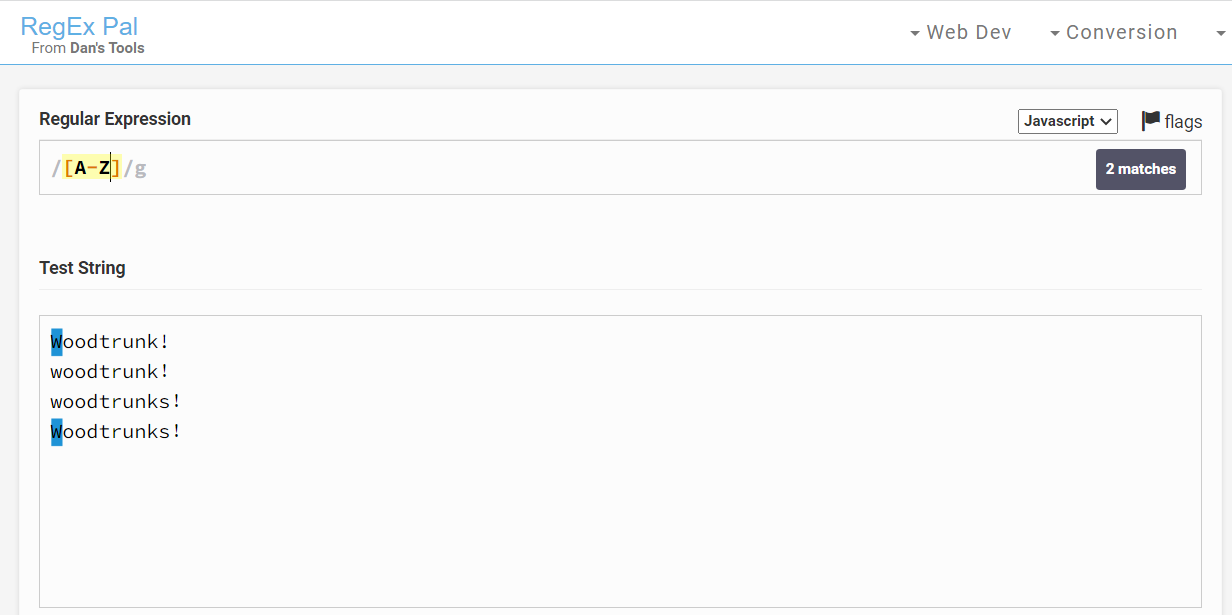 RegEx Pal
From Dan's Tools
Web Dev
Conversion
Regular Expression
Javascript
flags
/[A-Z]/g
2 matches
Test String
Woodtrunk!
woodtrunk!
woodtrunks!
Woodtrunks!